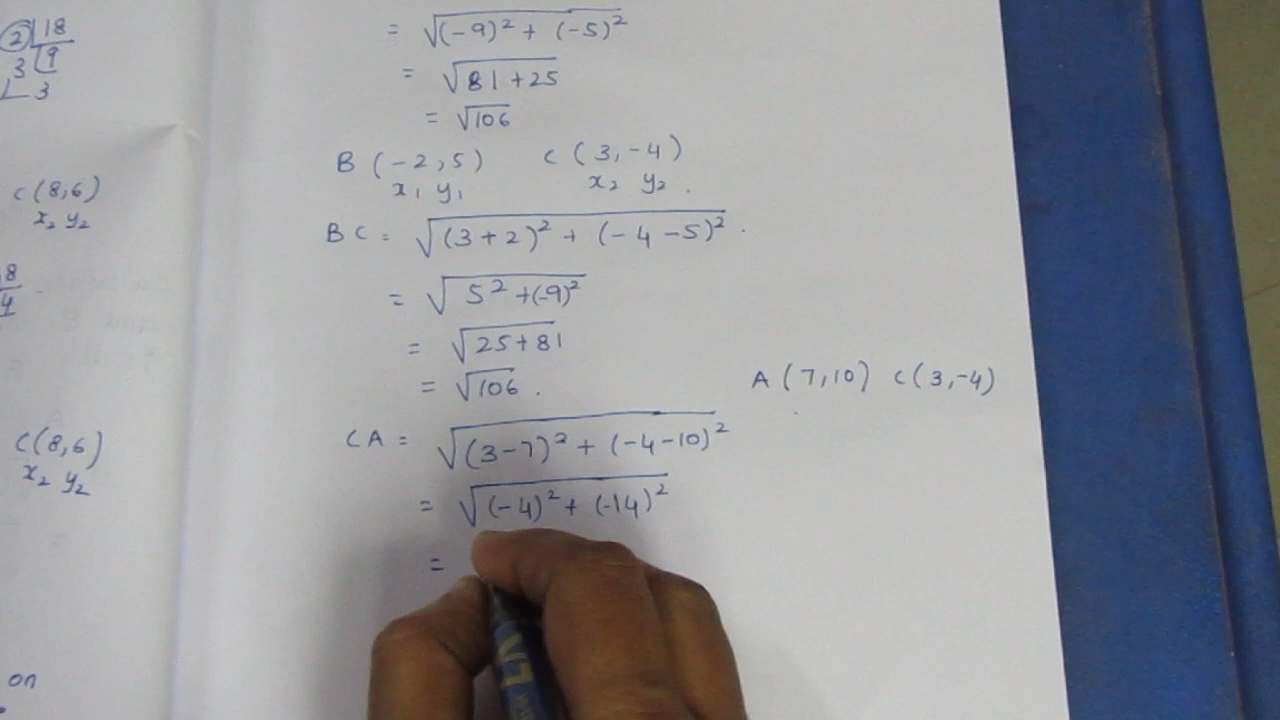 2 18
3 9
3
C (8,6)
x₂ y₂
8
4
C (8,6)
x₂ y₂
on
= √(-9)² + (-5)²
= √81+25
= √106
B (-2,5) C (3,-4)
x₁ y₁ x₂ y₂ .
BC = √(3+2)² + (-4-5)² .
= √5² +(-9)²
= √25+81
= √106 .
A (7,10) C (3,-4)
CA = √(3-7)² + (-4-10)²
= √(-4)² + (-14)²
=
V7